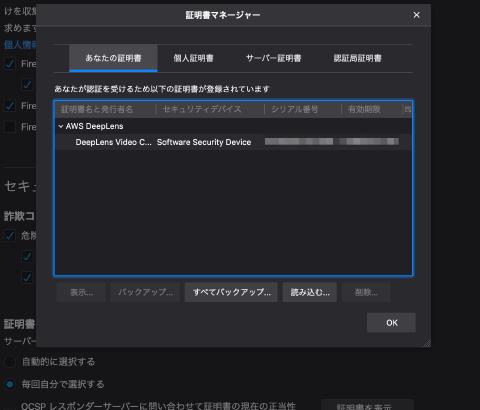 けを収集
証明書マネージャー
求めます
個人情報
Fire
あなたの証明書 個人証明書 サーバー証明書 認証局証明書
あなたが認証を受けるため以下の証明書が登録されています
Fire
証明書名と発行者名 セキュリティデバイス シリアル番号 有効期限
Fire
AWS DeepLens
DeepLens Video C... Software Security Device
セキュ
詐欺コ
危険
表示... バックアップ... すべてバックアップ... 読み込む... 削除...
証明書
OK
サーバー
自動的に選択する
毎回自分で選択する
OCSP レスポンダーサーバーに問い合わせて証明書の現在の正当性
証明書を表示